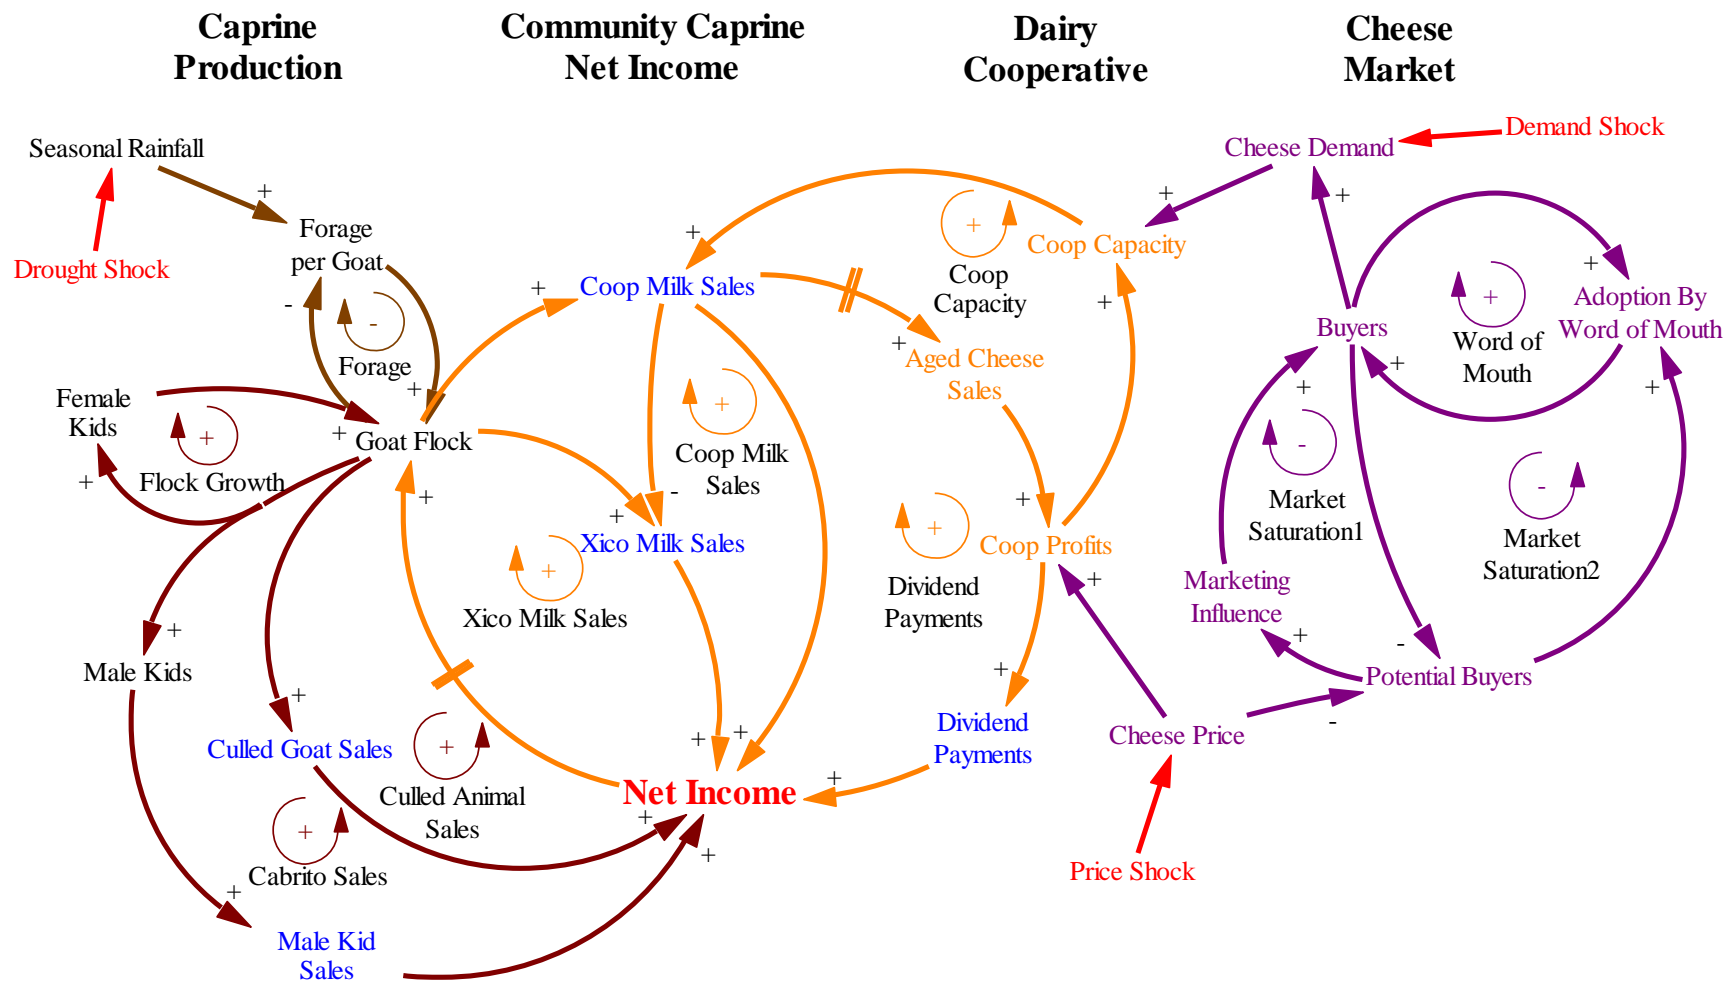 Caprine
Production
Community Caprine
Net Income
Dairy
Cooperative
Cheese
Market
Seasonal Rainfall
Drought Shock
+
Forage
per Goat
-
-
Forage
+
Female
Kids
+
+
Flock Growth
+
Goat Flock
+
+
Male Kids
+
Culled Goat Sales
+
Culled Animal
Sales
+
Cabrito Sales
+
Male Kid
Sales
+
Coop Milk Sales
+
+
Coop Milk
Sales
-
+
Xico Milk Sales
+
Xico Milk Sales
+
+
+
Net Income
+
+
+
+
Coop
Capacity
Coop Capacity
+
+
Aged Cheese
Sales
+
Coop Profits
+
Dividend
Payments
+
Dividend
Payments
+
+
Cheese Demand
Demand Shock
+
+
Buyers
+
+
Word of
Mouth
Adoption By
Word of Mouth
+
+
+
-
Market
Saturation1
-
Market
Saturation2
Marketing
Influence
+
-
Potential Buyers
-
Cheese Price
Price Shock